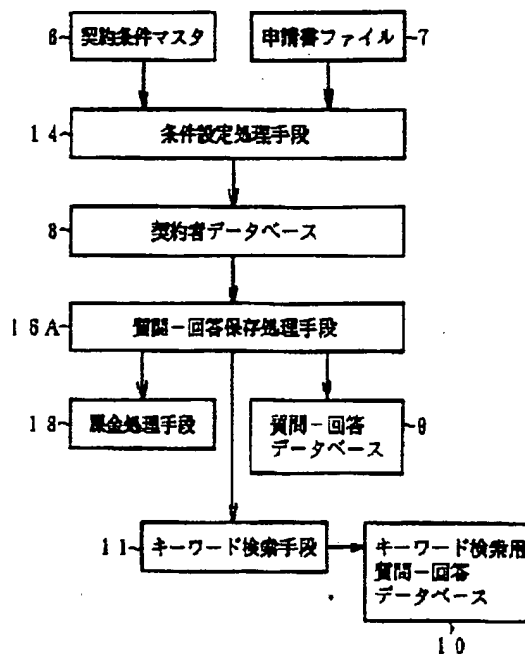 6 契約条件マスタ 申請書ファイル 7
14 条件設定処理手段
8 契約者データベース
16A 質問－回答保存処理手段
18 課金処理手段
質問－回答
データベース
9
11 キーワード検索手段
キーワード検索用
質問－回答
データベース
10